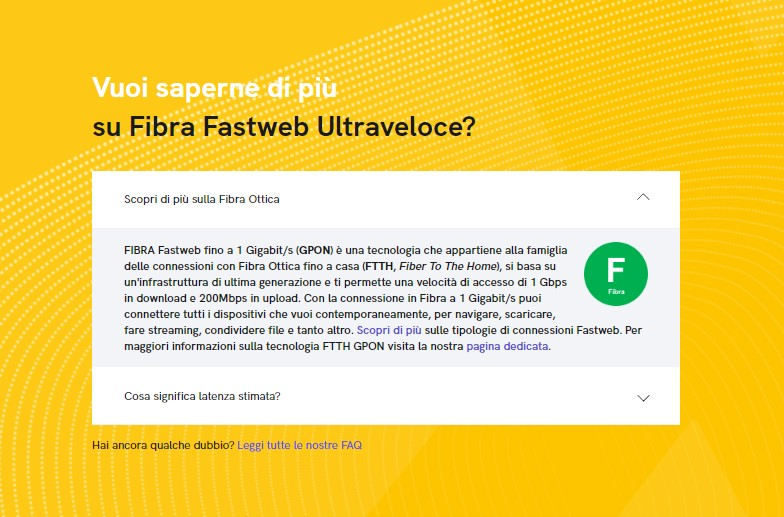 Vuoi saperne di più
su Fibra Fastweb Ultraveloce?
Scopri di più sulla Fibra Ottica
FIBRA Fastweb fino a 1 Gigabit/s (GPON) è una tecnologia che appartiene alla famiglia
delle connessioni con Fibra Ottica fino a casa (FTTH, Fiber To The Home), si basa su
un'infrastruttura di ultima generazione e ti permette una velocità di accesso di 1 Gbps
in download e 200Mbps in upload. Con la connessione in Fibra a 1 Gigabit/s puoi
connettere tutti i dispositivi che vuoi contemporaneamente, per navigare, scaricare,
fare streaming, condividere file e tanto altro. Scopri di più sulle tipologie di connessioni Fastweb. Per
maggiori informazioni sulla tecnologia FTTH GPON visita la nostra pagina dedicata.
F
Fibra
Cosa significa latenza stimata?
Hai ancora qualche dubbio? Leggi tutte le nostre FAQ